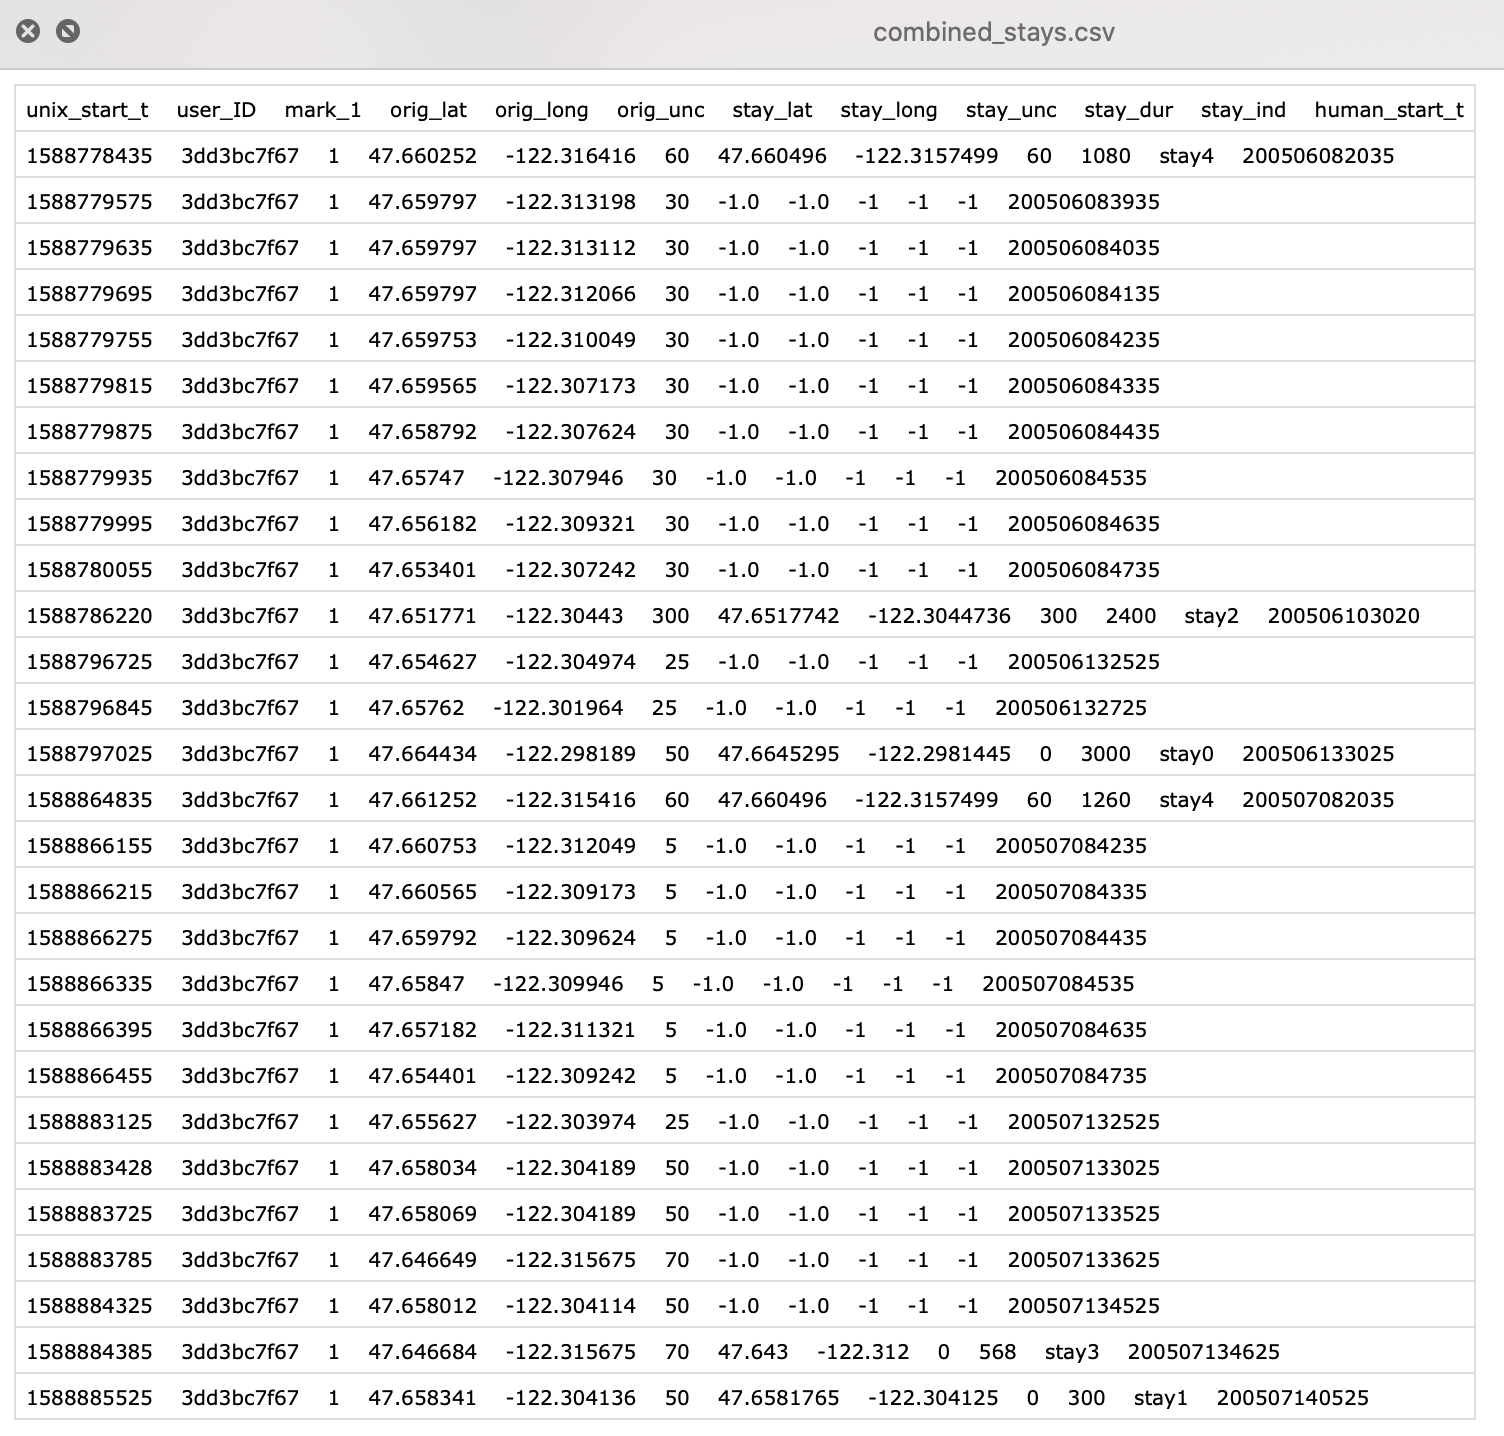 combined_stays.csv
unix_start_t user_ID mark_1 orig_lat orig_long orig_unc stay_lat stay_long stay_unc stay_dur stay_ind human_start_t
1588778435 3dd3bc7f67 1 47.660252 -122.316416 60 47.660496 -122.3157499 60 1080 stay4 200506082035
1588779575 3dd3bc7f67 1 47.659797 -122.313198 30 -1.0 -1.0 -1 -1 -1 200506083935
1588779635 3dd3bc7f67 1 47.659797 -122.313112 30 -1.0 -1.0 -1 -1 -1 200506084035
1588779695 3dd3bc7f67 1 47.659797 -122.312066 30 -1.0 -1.0 -1 -1 -1 200506084135
1588779755 3dd3bc7f67 1 47.659753 -122.310049 30 -1.0 -1.0 -1 -1 -1 200506084235
1588779815 3dd3bc7f67 1 47.659565 -122.307173 30 -1.0 -1.0 -1 -1 -1 200506084335
1588779875 3dd3bc7f67 1 47.658792 -122.307624 30 -1.0 -1.0 -1 -1 -1 200506084435
1588779935 3dd3bc7f67 1 47.65747 -122.307946 30 -1.0 -1.0 -1 -1 -1 200506084535
1588779995 3dd3bc7f67 1 47.656182 -122.309321 30 -1.0 -1.0 -1 -1 -1 200506084635
1588780055 3dd3bc7f67 1 47.653401 -122.307242 30 -1.0 -1.0 -1 -1 -1 200506084735
1588786220 3dd3bc7f67 1 47.651771 -122.30443 300 47.6517742 -122.3044736 300 2400 stay2 200506103020
1588796725 3dd3bc7f67 1 47.654627 -122.304974 25 -1.0 -1.0 -1 -1 -1 200506132525
1588796845 3dd3bc7f67 1 47.65762 -122.301964 25 -1.0 -1.0 -1 -1 -1 200506132725
1588797025 3dd3bc7f67 1 47.664434 -122.298189 50 47.6645295 -122.2981445 0 3000 stay0 200506133025
1588864835 3dd3bc7f67 1 47.661252 -122.315416 60 47.660496 -122.3157499 60 1260 stay4 200507082035
1588866155 3dd3bc7f67 1 47.660753 -122.312049 5 -1.0 -1.0 -1 -1 -1 200507084235
1588866215 3dd3bc7f67 1 47.660565 -122.309173 5 -1.0 -1.0 -1 -1 -1 200507084335
1588866275 3dd3bc7f67 1 47.659792 -122.309624 5 -1.0 -1.0 -1 -1 -1 200507084435
1588866335 3dd3bc7f67 1 47.65847 -122.309946 5 -1.0 -1.0 -1 -1 -1 200507084535
1588866395 3dd3bc7f67 1 47.657182 -122.311321 5 -1.0 -1.0 -1 -1 -1 200507084635
1588866455 3dd3bc7f67 1 47.654401 -122.309242 5 -1.0 -1.0 -1 -1 -1 200507084735
1588883125 3dd3bc7f67 1 47.655627 -122.303974 25 -1.0 -1.0 -1 -1 -1 200507132525
1588883428 3dd3bc7f67 1 47.658034 -122.304189 50 -1.0 -1.0 -1 -1 -1 200507133025
1588883725 3dd3bc7f67 1 47.658069 -122.304189 50 -1.0 -1.0 -1 -1 -1 200507133525
1588883785 3dd3bc7f67 1 47.646649 -122.315675 70 -1.0 -1.0 -1 -1 -1 200507133625
1588884325 3dd3bc7f67 1 47.658012 -122.304114 50 -1.0 -1.0 -1 -1 -1 200507134525
1588884385 3dd3bc7f67 1 47.646684 -122.315675 70 47.643 -122.312 0 568 stay3 200507134625
1588885525 3dd3bc7f67 1 47.658341 -122.304136 50 47.6581765 -122.304125 0 300 stay1 200507140525